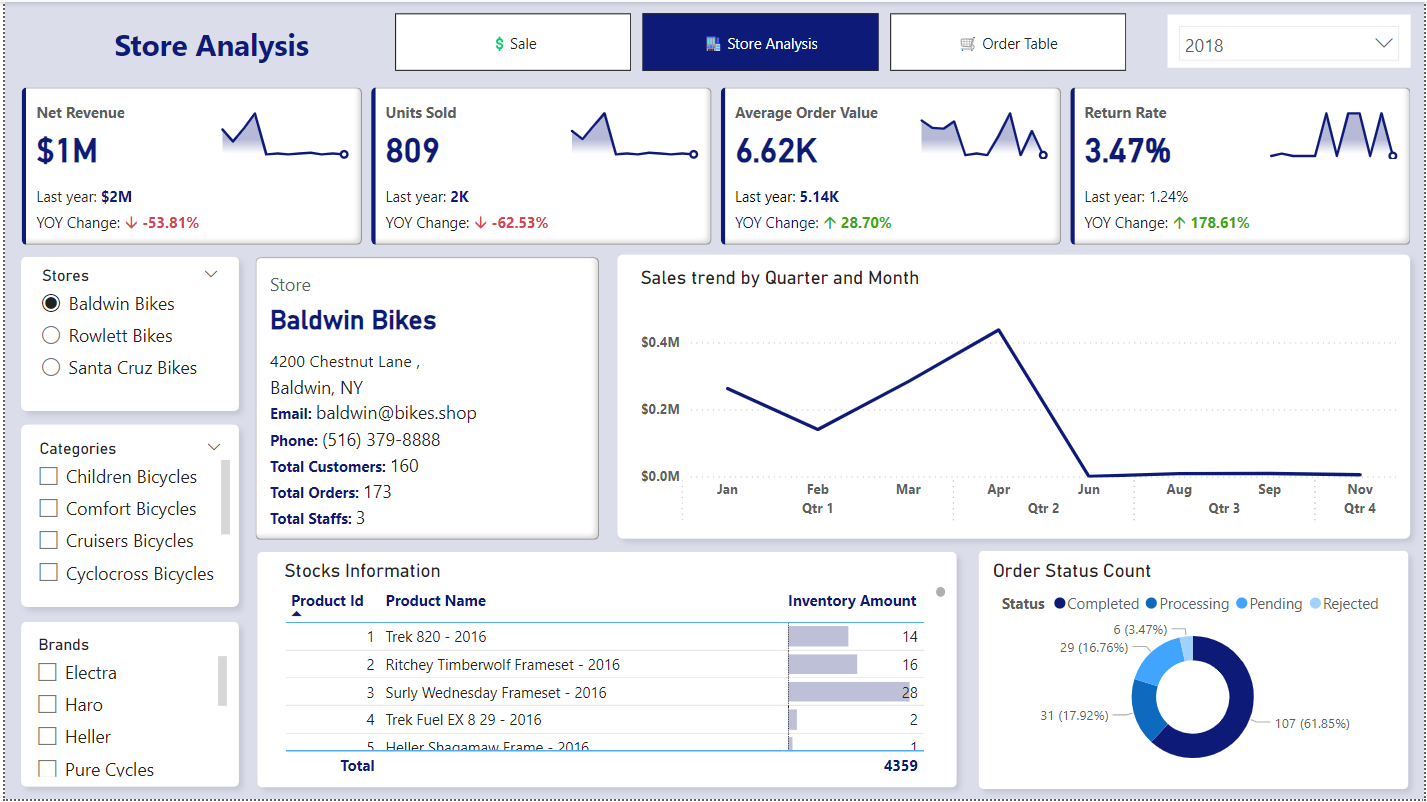 Store Analysis
$ Sale
Store Analysis
Order Table
2018
Net Revenue
$1M
Last year: $2M
YOY Change: ↓ -53.81%
Units Sold
809
Last year: 2K
YOY Change: ↓ -62.53%
Average Order Value
6.62K
Last year: 5.14K
YOY Change: ↑ 28.70%
Return Rate
3.47%
Last year: 1.24%
YOY Change: ↑ 178.61%
Stores
Baldwin Bikes
Rowlett Bikes
Santa Cruz Bikes
Categories
Children Bicycles
Comfort Bicycles
Cruisers Bicycles
Cyclocross Bicycles
Brands
Electra
Haro
Heller
Pure Cycles
Store
Baldwin Bikes
4200 Chestnut Lane ,
Baldwin, NY
Email: baldwin@bikes.shop
Phone: (516) 379-8888
Total Customers: 160
Total Orders: 173
Total Staffs: 3
Sales trend by Quarter and Month
$0.4M
$0.2M
$0.0M
Jan Feb Mar Apr Jun Aug Sep Nov
Qtr 1 Qtr 2 Qtr 3 Qtr 4
Stocks Information
Product Id Product Name Inventory Amount
1 Trek 820 - 2016 14
2 Ritchey Timberwolf Frameset - 2016 16
3 Surly Wednesday Frameset - 2016 28
4 Trek Fuel EX 8 29 - 2016 2
5 Heller Shagamaw Frame - 2016 1
Total 4359
Order Status Count
Status Completed Processing Pending Rejected
6 (3.47%)
29 (16.76%)
31 (17.92%)
107 (61.85%)